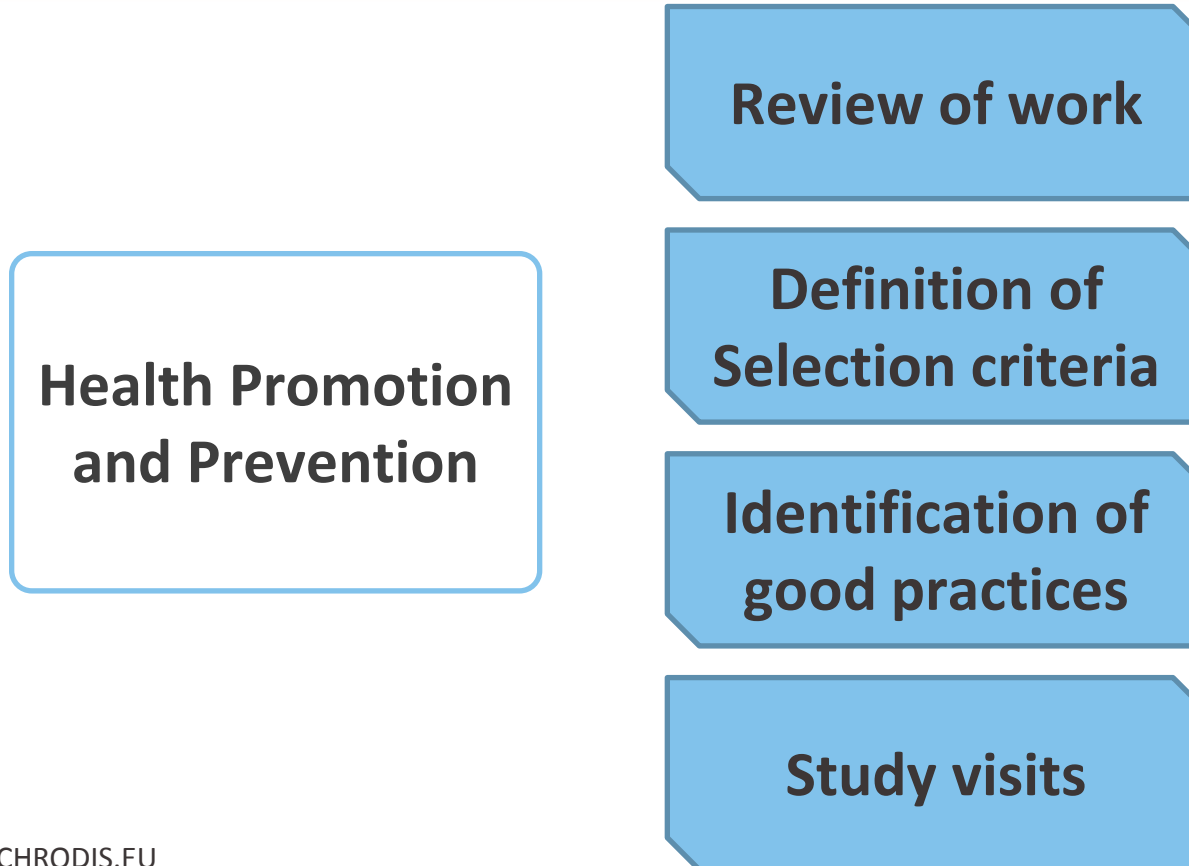 Review of work
Definition of
Selection criteria
Health Promotion
and Prevention
Identification of
good practices
Study visits
CHRODIS.EU